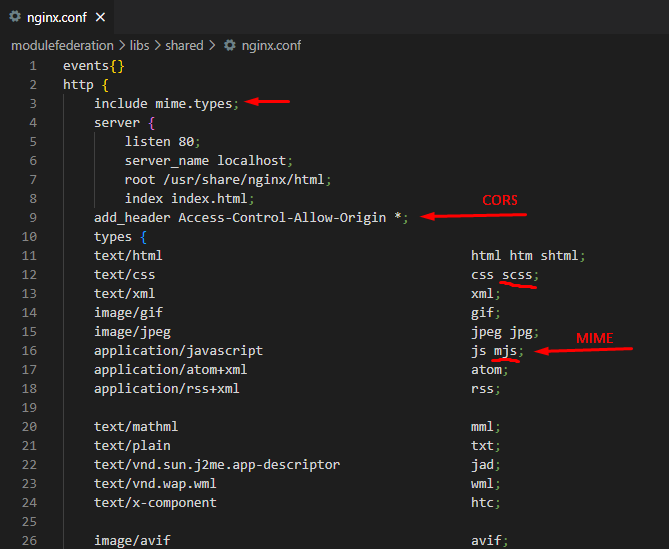 nginx.conf ×
modulefederation > libs > shared > nginx.conf
1 events{}
2 http {
3 include mime.types;
4 server {
5 listen 80;
6 server_name localhost;
7 root /usr/share/nginx/html;
8 index index.html;
CORS
9 add_header Access-Control-Allow-Origin *;
10 types {
11 text/html html htm shtml;
12 text/css css scss;
13 text/xml xml;
14 image/gif gif;
15 image/jpeg jpeg jpg;
MIME
16 application/javascript js mjs;
17 application/atom+xml atom;
18 application/rss+xml rss;
19
20 text/mathml mml;
21 text/plain txt;
22 text/vnd.sun.j2me.app-descriptor jad;
23 text/vnd.wap.wml wml;
24 text/x-component htc;
25
26 image/avif avif;